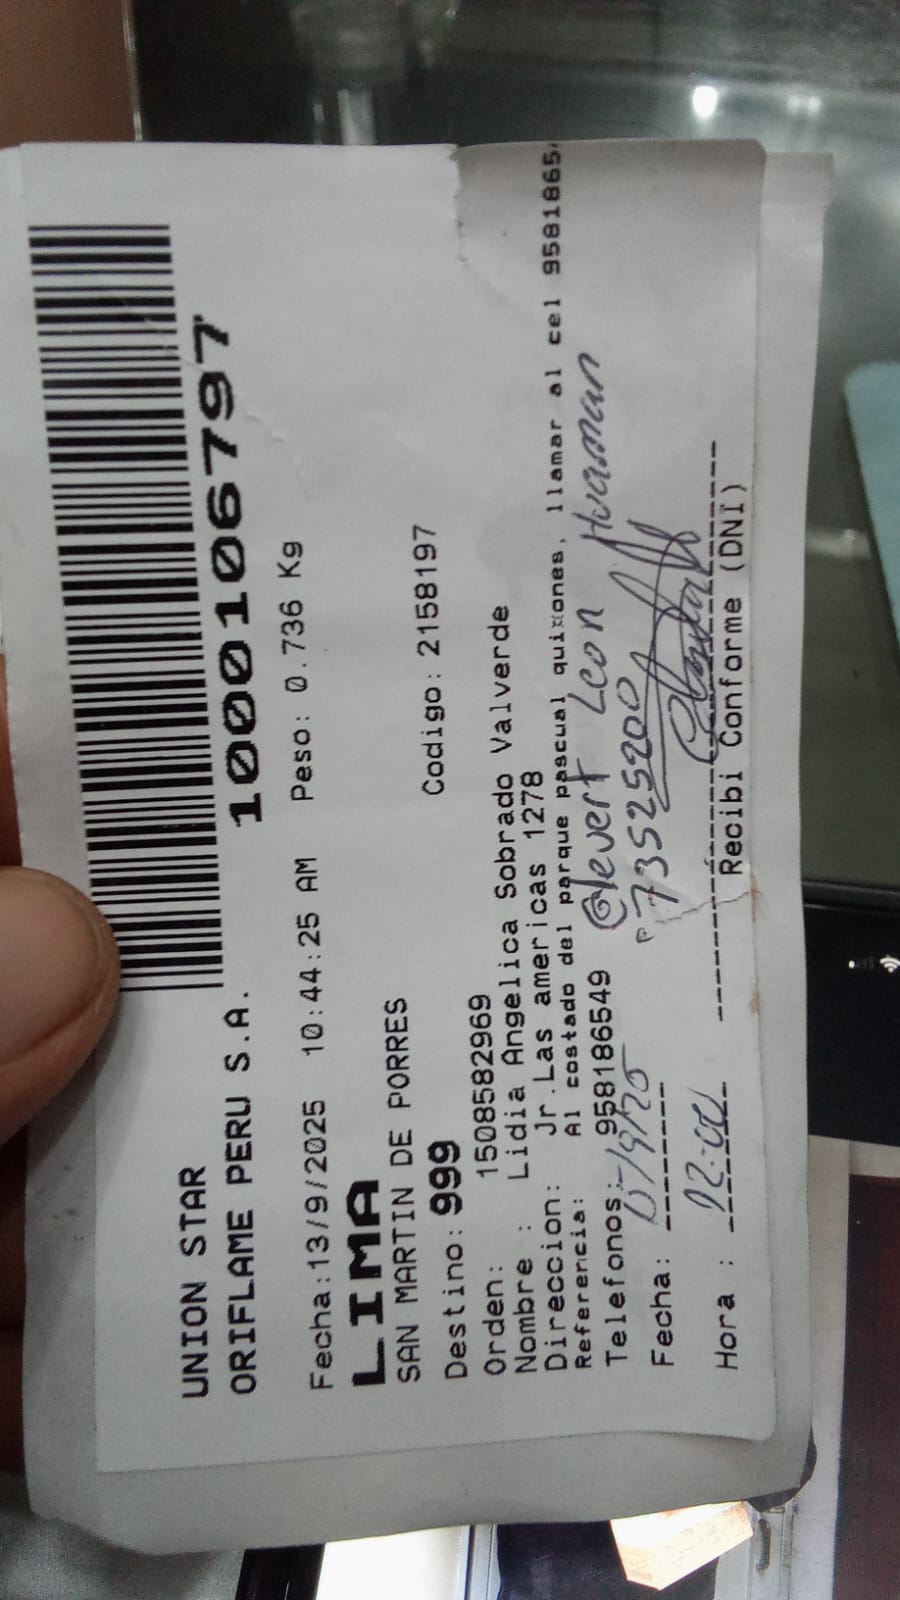 UNION STAR
ORIFLAME PERU S.A. 1000106797
Fecha:13/9/2025 10:44:25 AM Peso: 0.736 Kg
LIMA
SAN MARTIN DE PORRES
Destino: 999 Codigo: 2158197
Orden: 1508582969
Nombre : Lidia Angelica Sobrado Valverde
Direccion: Jr.Las americas 1278
Referencia: Al costado del parque pascual quixones, llamar al cel 9581865
Telefonos: 958186549 Clevert Leon Huaman
73525200
Fecha: /9/25
Hora : 12:00
Recibi Conforme (DNI)